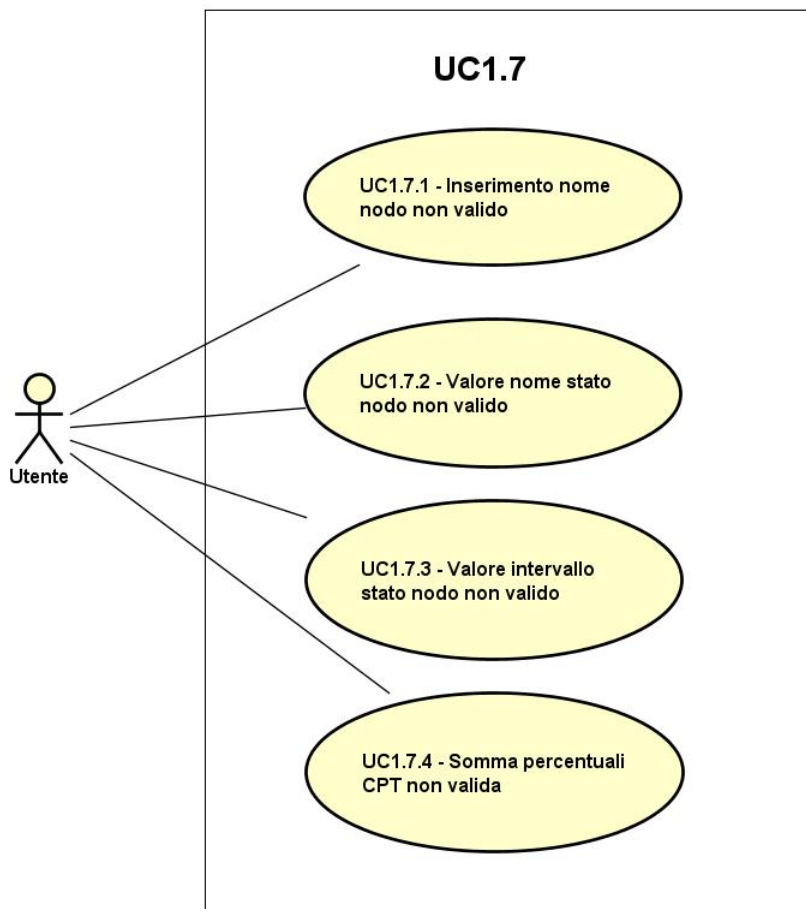 UC1.7
UC1.7.1 - Inserimento nome
nodo non valido
UC1.7.2 - Valore nome stato
nodo non valido
Utente
UC1.7.3 - Valore intervallo
stato nodo non valido
UC1.7.4 - Somma percentuali
CPT non valida